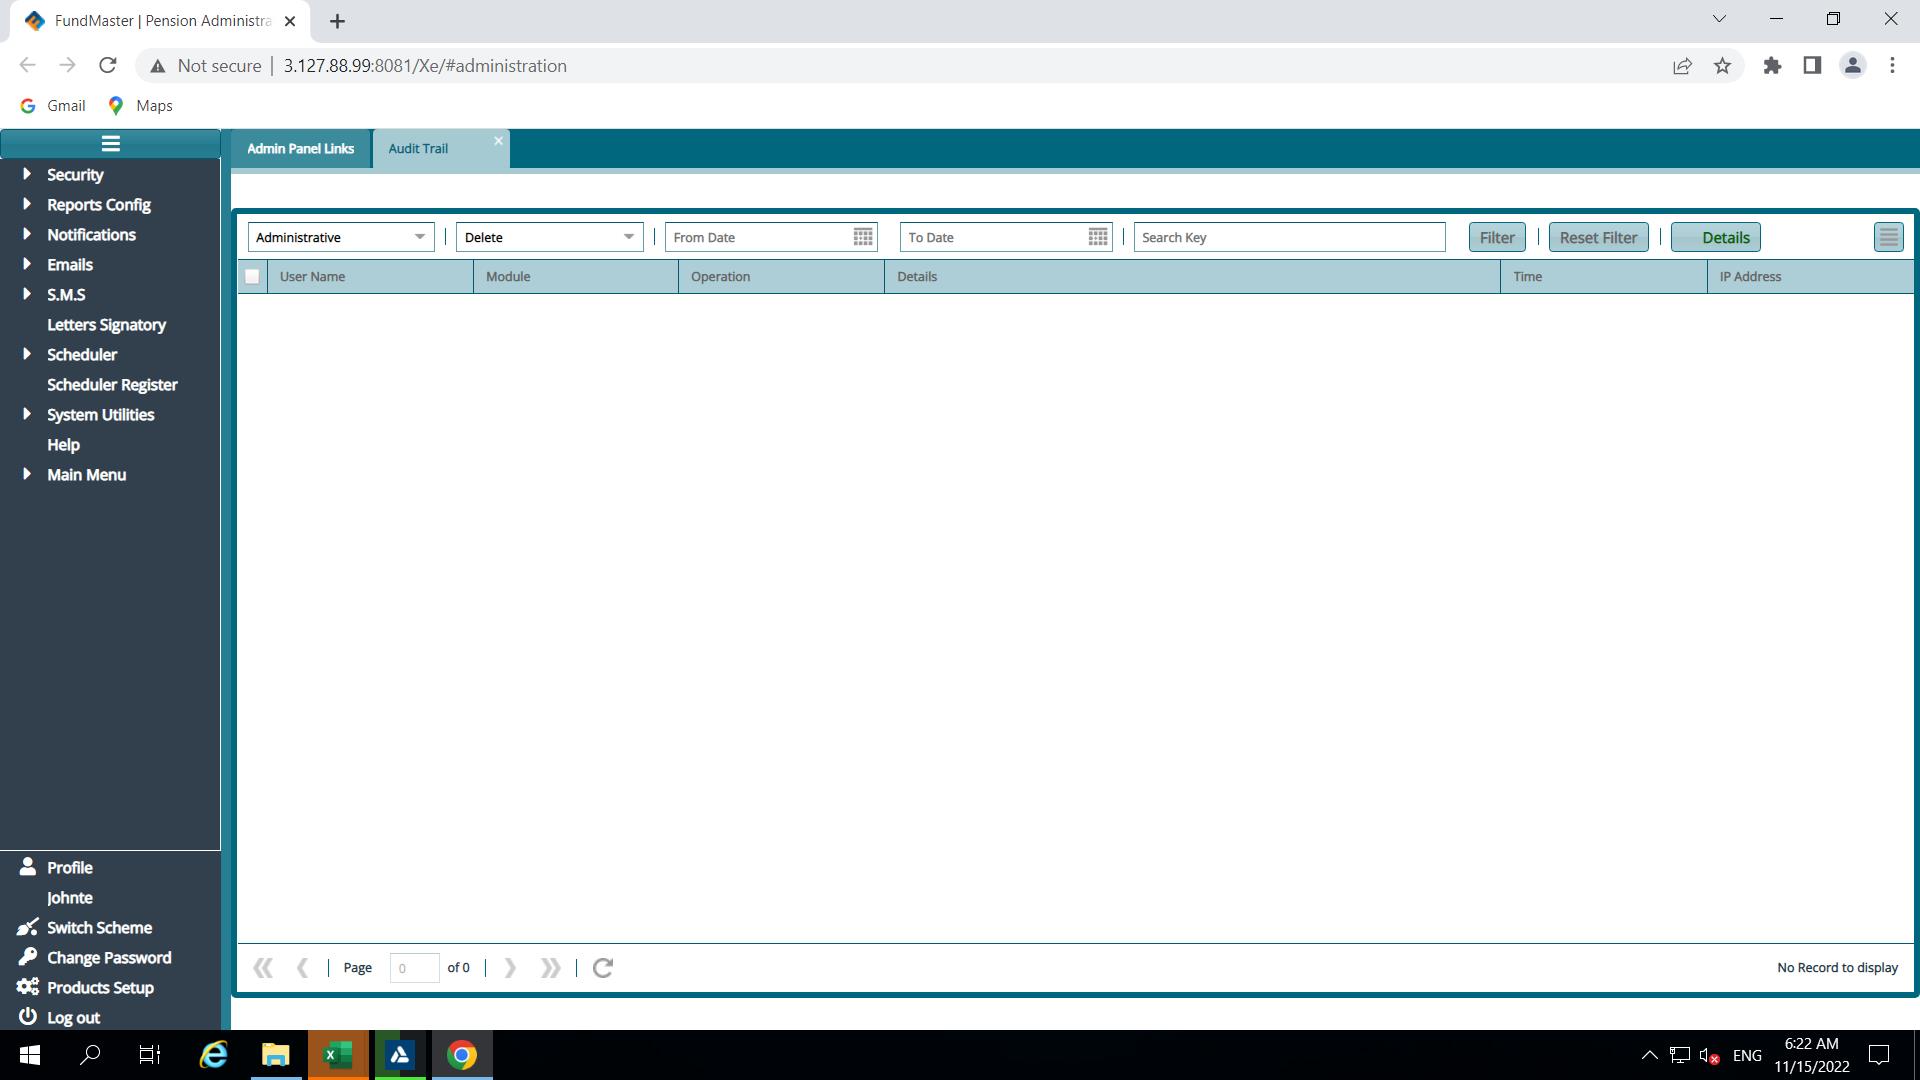 FundMaster | Pension Administra
Not secure | 3.127.88.99:8081/Xe/#administration
Gmail
Maps
Admin Panel Links
Audit Trail
Security
Reports Config
Notifications
Emails
S.M.S
Letters Signatory
Scheduler
Scheduler Register
System Utilities
Help
Main Menu
Administrative
Delete
From Date
To Date
Search Key
Filter
Reset Filter
Details
User Name
Module
Operation
Details
Time
IP Address
Page 0 of 0
No Record to display
Profile
Johnte
Switch Scheme
Change Password
Products Setup
Log out
ENG
6:22 AM
11/15/2022